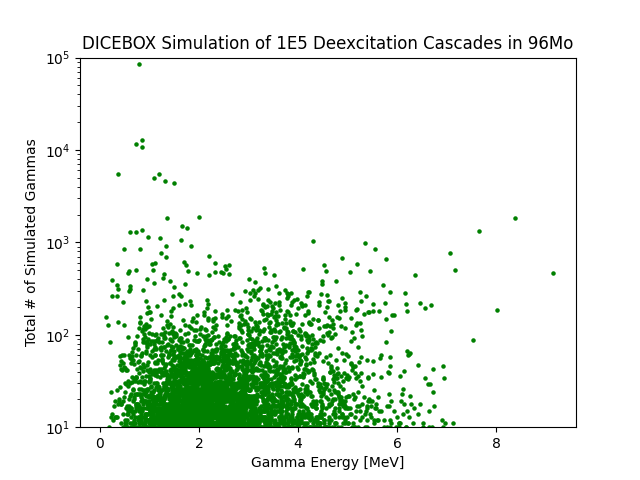 DICEBOX Simulation of 1E5 Deexcitation Cascades in 96Mo
Total # of Simulated Gammas
10^5
10^4
10^3
10^2
10^1
0 2 4 6 8
Gamma Energy [MeV]